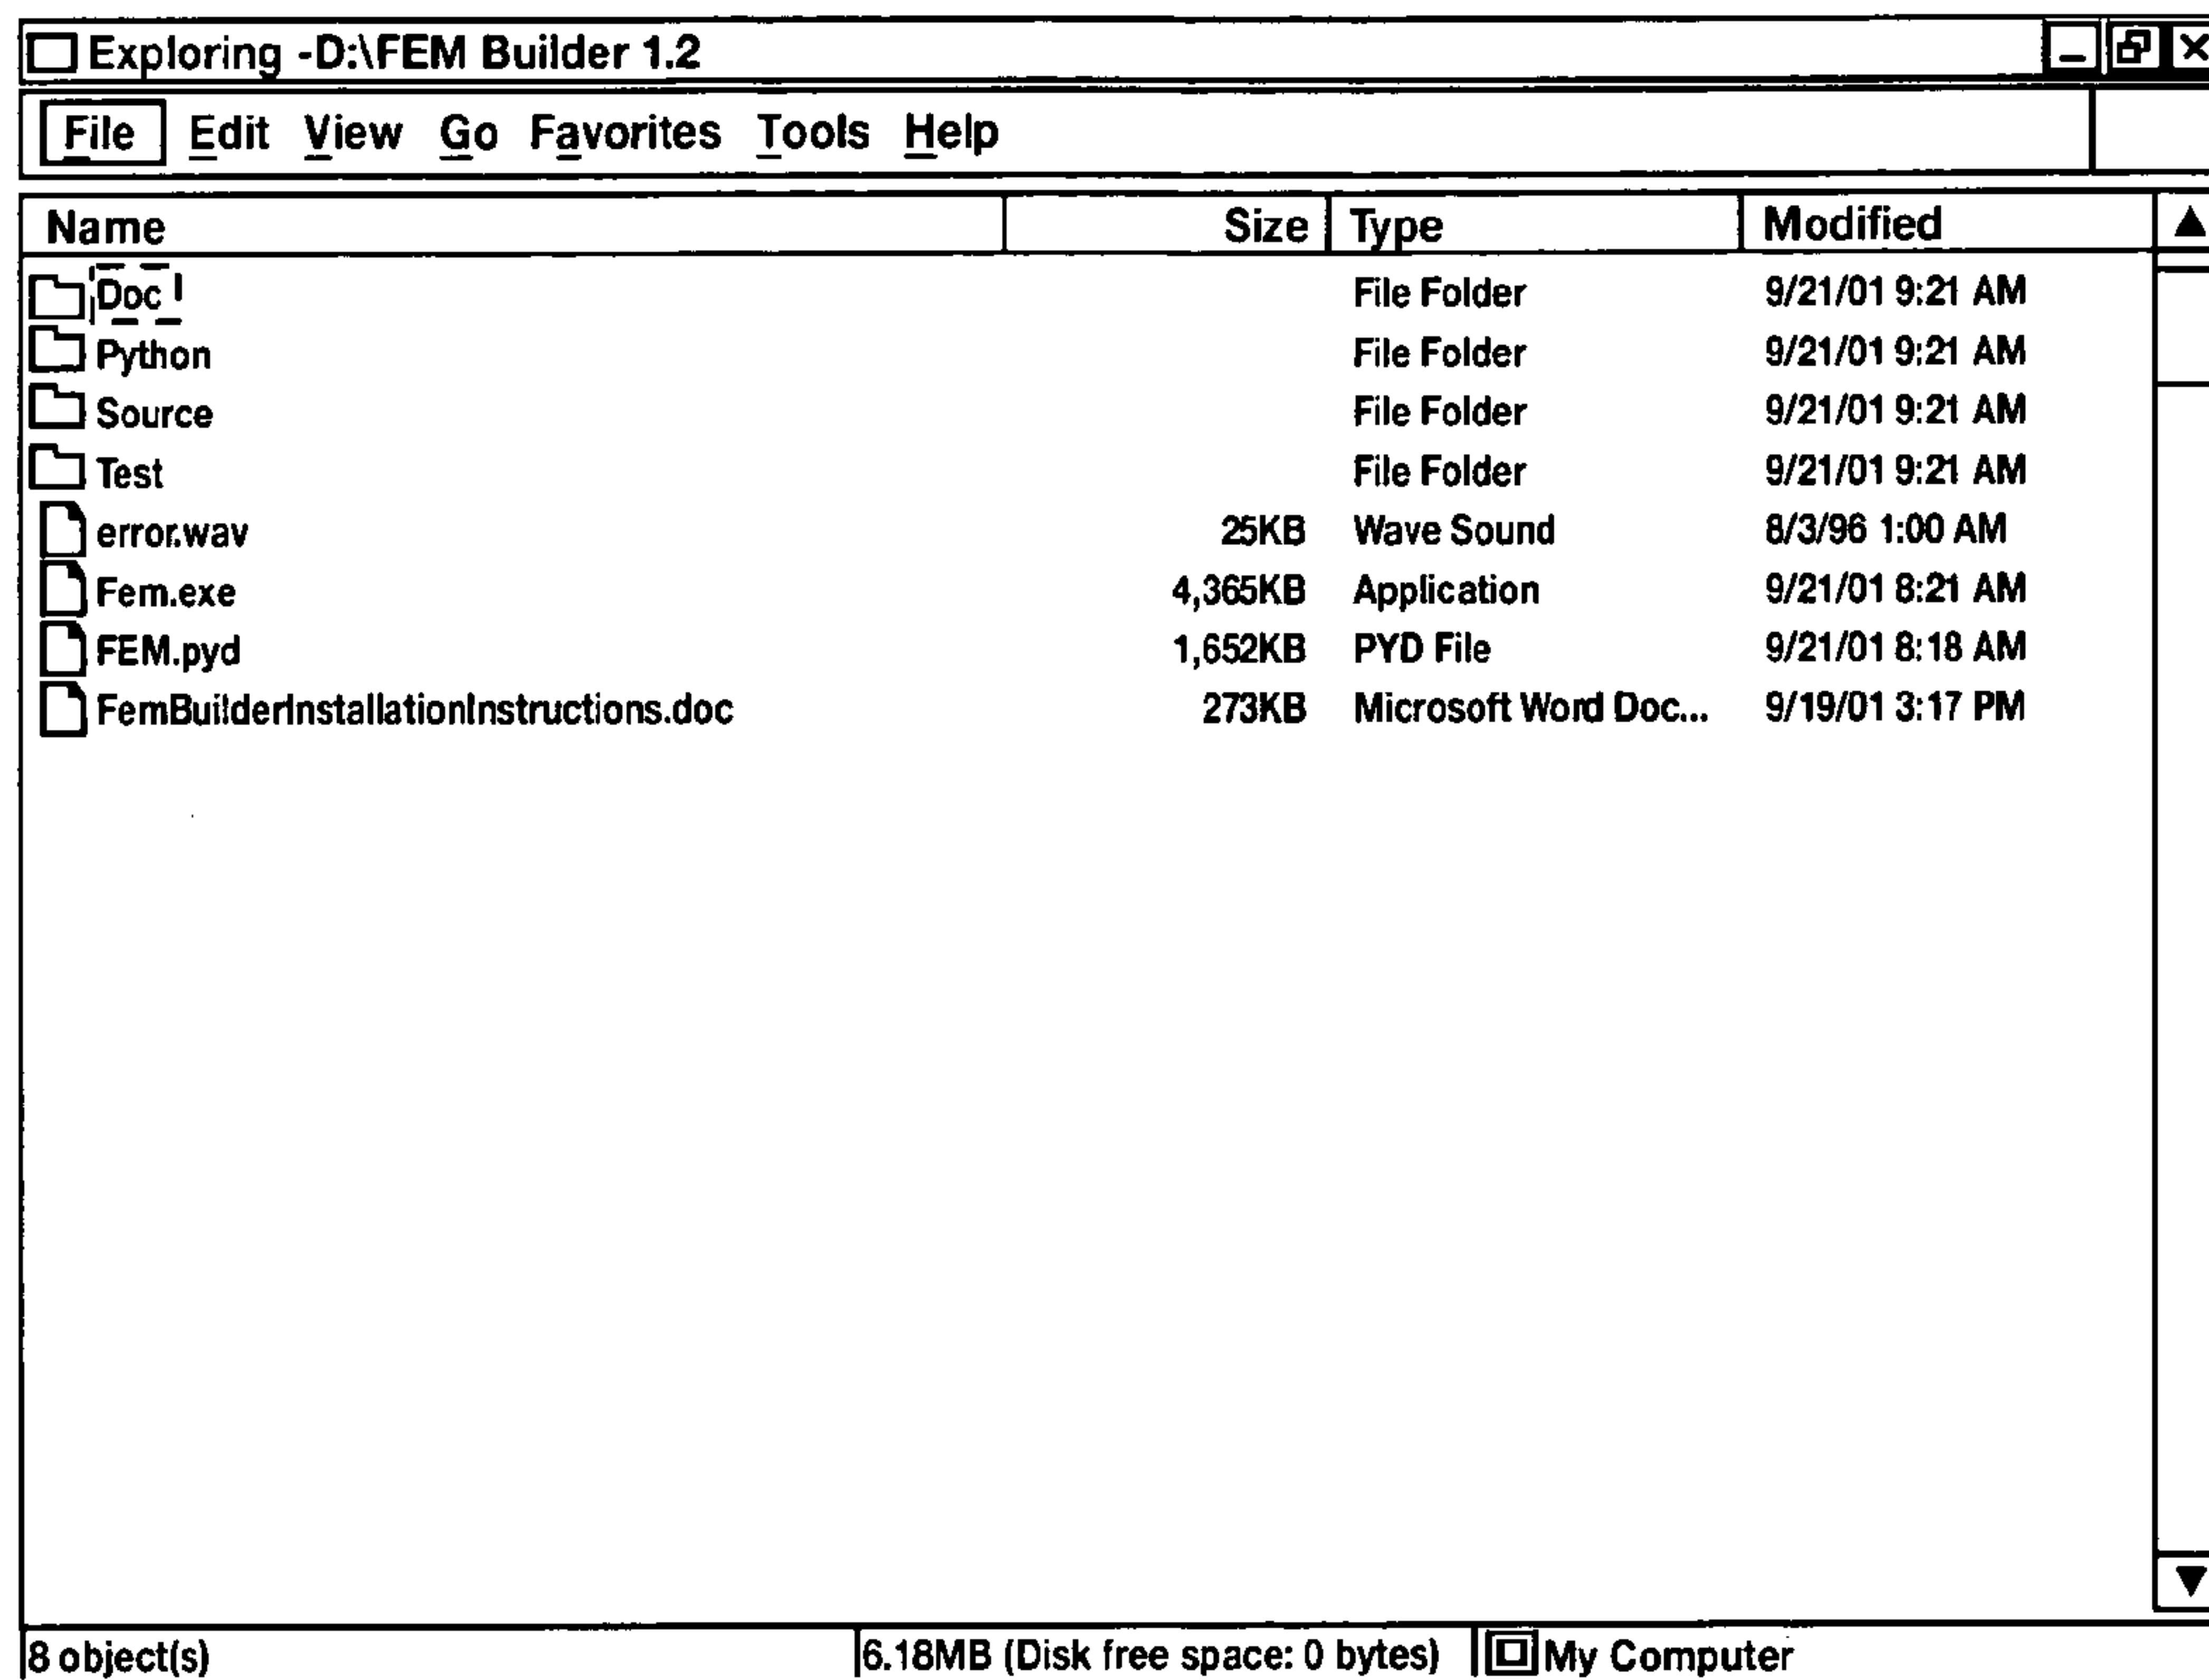 Exploring -D:\FEM Builder 1.2
File Edit View Go Favorites Tools Help
Name Size Type Modified
Doc File Folder 9/21/01 9:21 AM
Python File Folder 9/21/01 9:21 AM
Source File Folder 9/21/01 9:21 AM
Test File Folder 9/21/01 9:21 AM
error.wav 25KB Wave Sound 8/3/96 1:00 AM
Fem.exe 4,365KB Application 9/21/01 8:21 AM
FEM.pyd 1,652KB PYD File 9/21/01 8:18 AM
FemBuilderInstallationInstructions.doc 273KB Microsoft Word Doc... 9/19/01 3:17 PM
8 object(s) 6.18MB (Disk free space: 0 bytes) My Computer